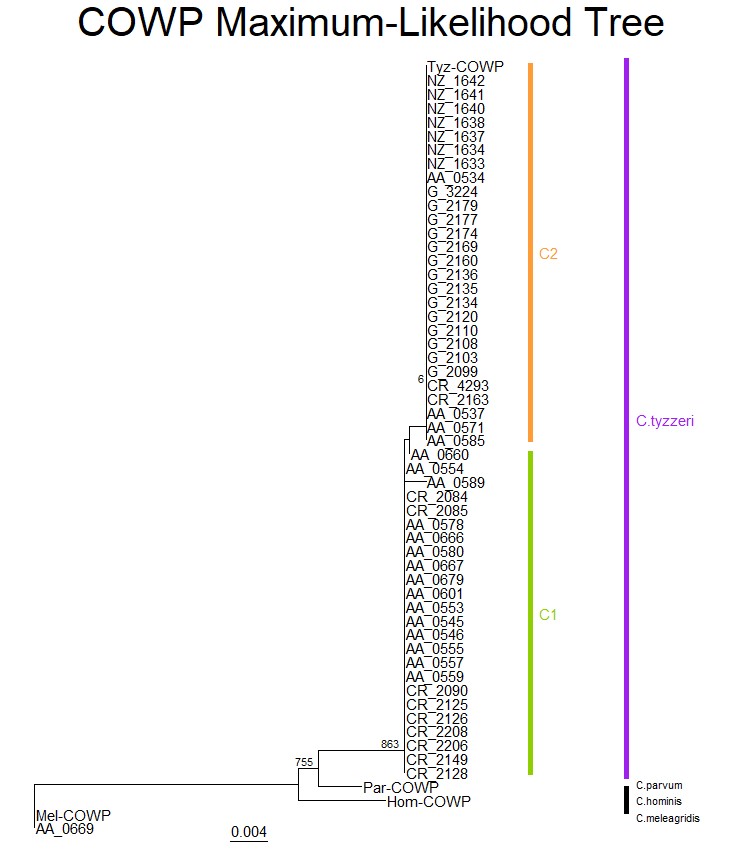 COWP Maximum-Likelihood Tree
Tyz-COWP
NZ_1642
NZ_1641
NZ_1640
NZ_1638
NZ_1637
NZ_1634
NZ_1633
AA_0534
G_3224
G_2179
G_2177
G_2174
G_2169
C2
G_2160
G_2136
G_2135
G_2134
G_2120
G_2110
G_2108
G_2103
G_2099
6
CR_4293
CR_2163
AA_0537
C.tyzzeri
AA_0571
AA_0585
AA_0660
AA_0554
AA_0589
CR_2084
CR_2085
AA_0578
AA_0666
AA_0580
AA_0667
AA_0679
AA_0601
AA_0553
C1
AA_0545
AA_0546
AA_0555
AA_0557
AA_0559
CR_2090
CR_2125
CR_2126
CR_2208
863
CR_2206
CR_2149
755
CR_2128
Par-COWP
C.parvum
Hom-COWP
C.hominis
Mel-COWP
C.meleagridis
AA_0669
0.004